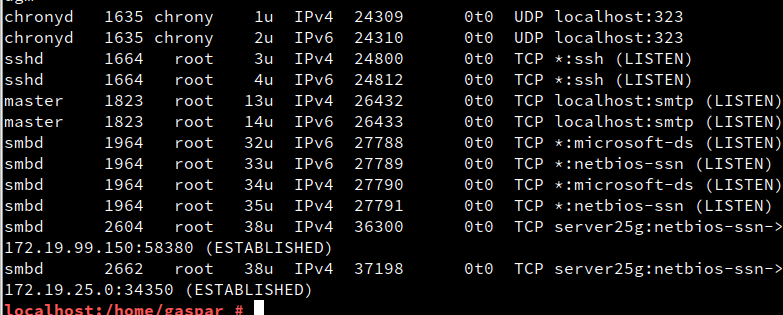 chronyd 1635 chrony 1u IPv4 24309 0t0 UDP localhost:323
chronyd 1635 chrony 2u IPv6 24310 0t0 UDP localhost:323
sshd 1664 root 3u IPv4 24800 0t0 TCP *:ssh (LISTEN)
sshd 1664 root 4u IPv6 24812 0t0 TCP *:ssh (LISTEN)
master 1823 root 13u IPv4 26432 0t0 TCP localhost:smtp (LISTEN)
master 1823 root 14u IPv6 26433 0t0 TCP localhost:smtp (LISTEN)
smbd 1964 root 32u IPv6 27788 0t0 TCP *:microsoft-ds (LISTEN)
smbd 1964 root 33u IPv6 27789 0t0 TCP *:netbios-ssn (LISTEN)
smbd 1964 root 34u IPv4 27790 0t0 TCP *:microsoft-ds (LISTEN)
smbd 1964 root 35u IPv4 27791 0t0 TCP *:netbios-ssn (LISTEN)
smbd 2604 root 38u IPv4 36300 0t0 TCP server25g:netbios-ssn->
172.19.99.150:58380 (ESTABLISHED)
smbd 2662 root 38u IPv4 37198 0t0 TCP server25g:netbios-ssn->
172.19.25.0:34350 (ESTABLISHED)
localhost:/home/gaspar #